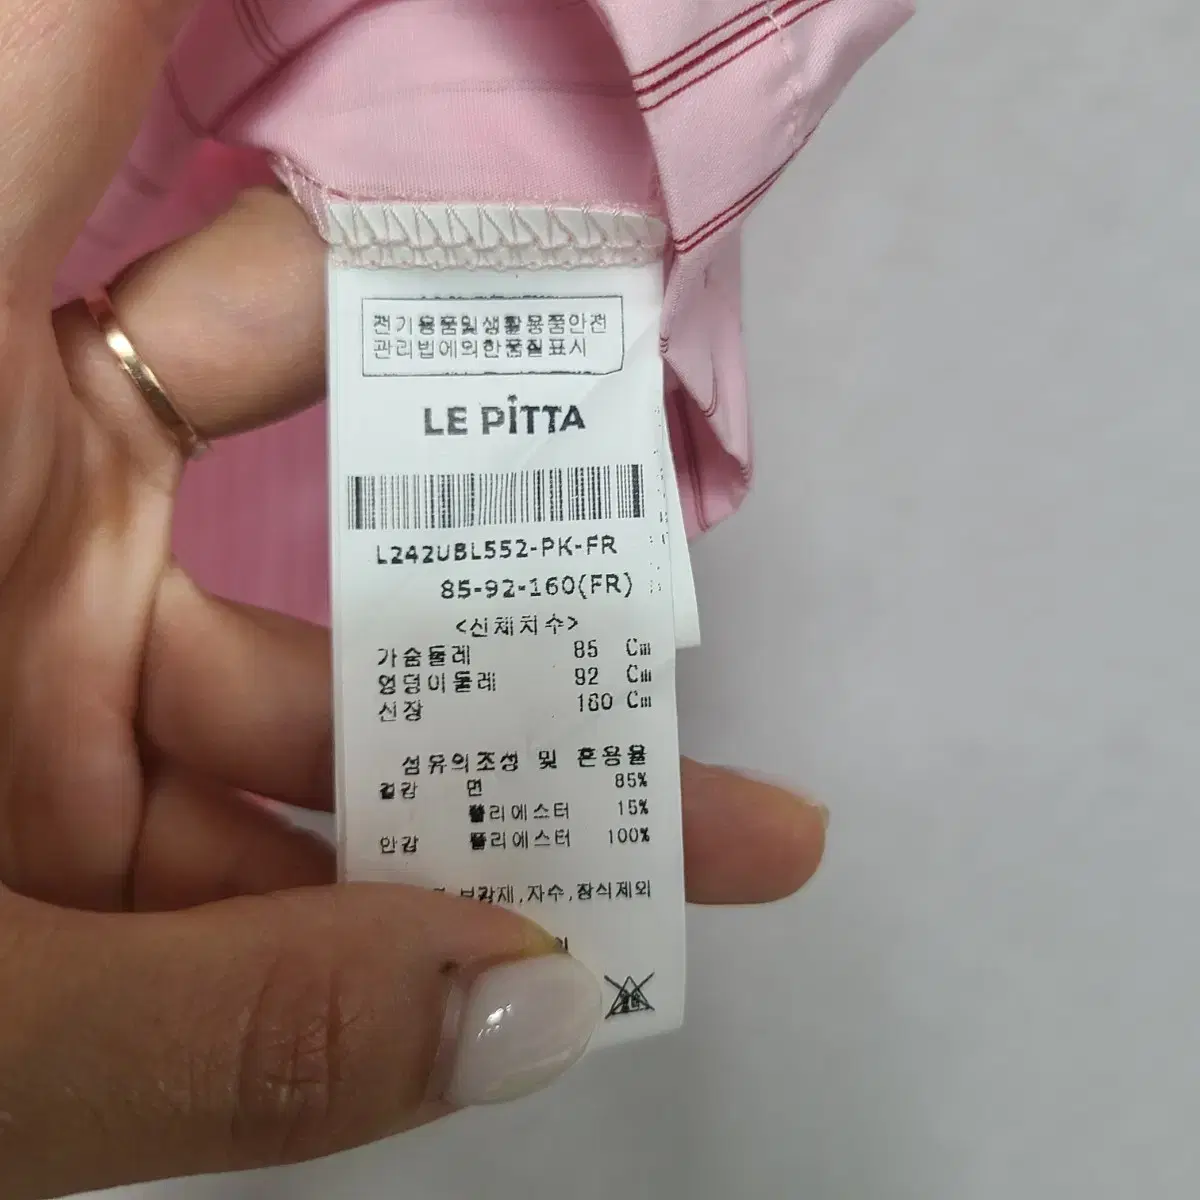 전기용품및생활용품안전
관리법에의한품질표시
LE PITTA
L242UBL552-PK-FR
85-92-160(FR)
<신체치수>
가슴둘레 85 Cm
엉덩이둘레 92 Cm
신장 160 Cm
섬유의조성 및 혼용율
겉감 면 85%
폴리에스터 15%
안감 폴리에스터 100%
보강재,자수,장식제외